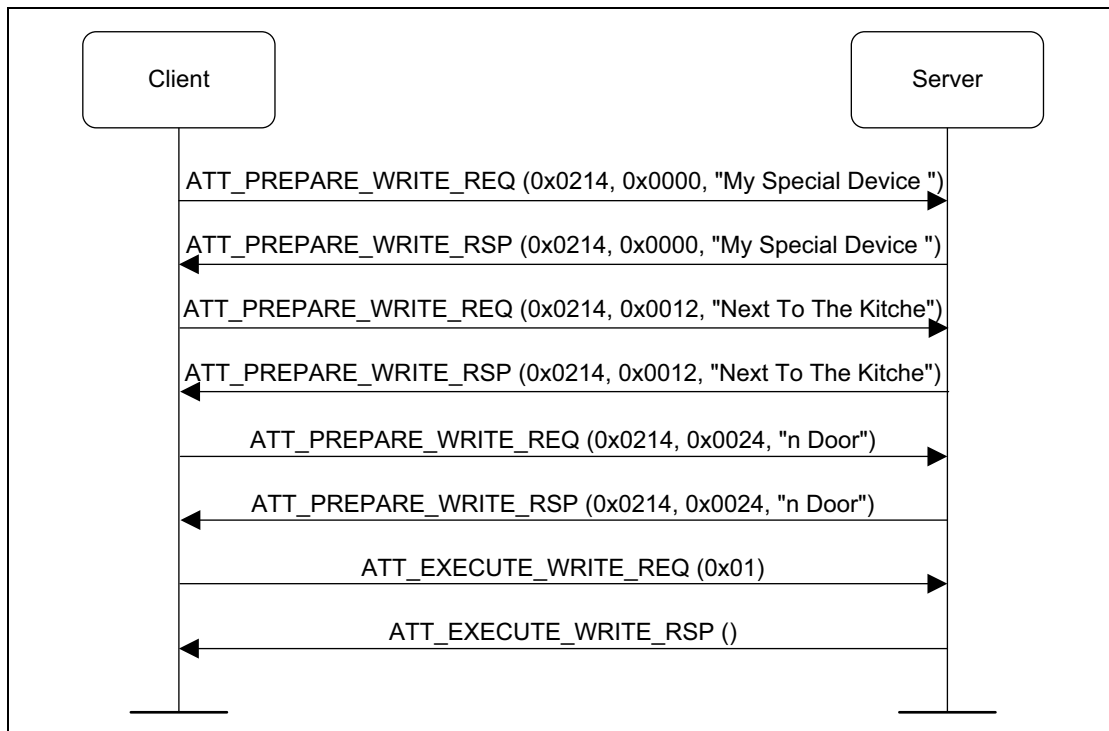 Client
Server
ATT_PREPARE_WRITE_REQ (0x0214, 0x0000, "My Special Device ")
ATT_PREPARE_WRITE_RSP (0x0214, 0x0000, "My Special Device ")
ATT_PREPARE_WRITE_REQ (0x0214, 0x0012, "Next To The Kitche")
ATT_PREPARE_WRITE_RSP (0x0214, 0x0012, "Next To The Kitche")
ATT_PREPARE_WRITE_REQ (0x0214, 0x0024, "n Door")
ATT_PREPARE_WRITE_RSP (0x0214, 0x0024, "n Door")
ATT_EXECUTE_WRITE_REQ (0x01)
ATT_EXECUTE_WRITE_RSP ()